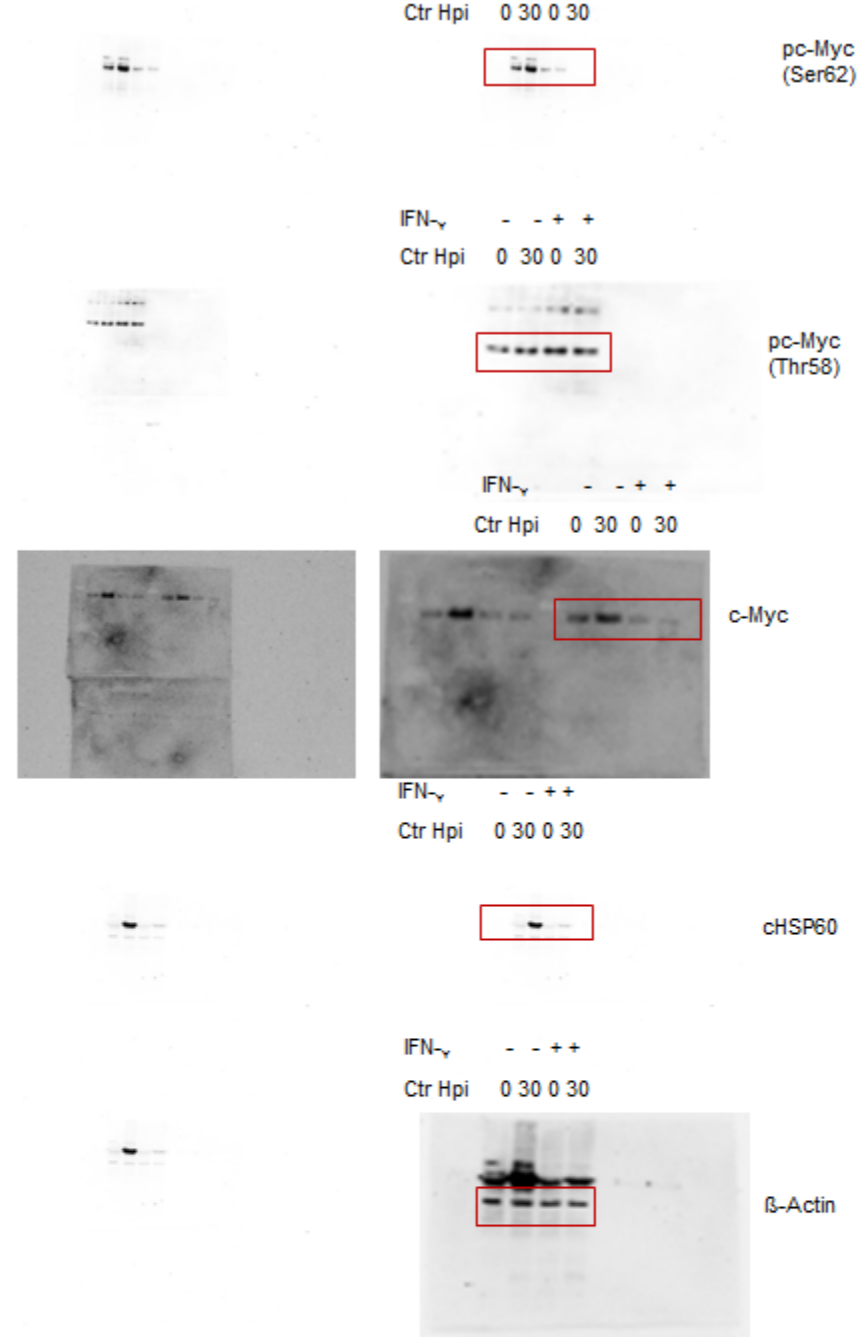 Ctr Hpi 0 30 0 30
pc-Myc
(Ser62)
IFN-γ - - + +
Ctr Hpi 0 30 0 30
pc-Myc
(Thr58)
IFN-γ - - + +
Ctr Hpi 0 30 0 30
c-Myc
IFN-γ - - + +
Ctr Hpi 0 30 0 30
cHSP60
IFN-γ - - + +
Ctr Hpi 0 30 0 30
ß-Actin